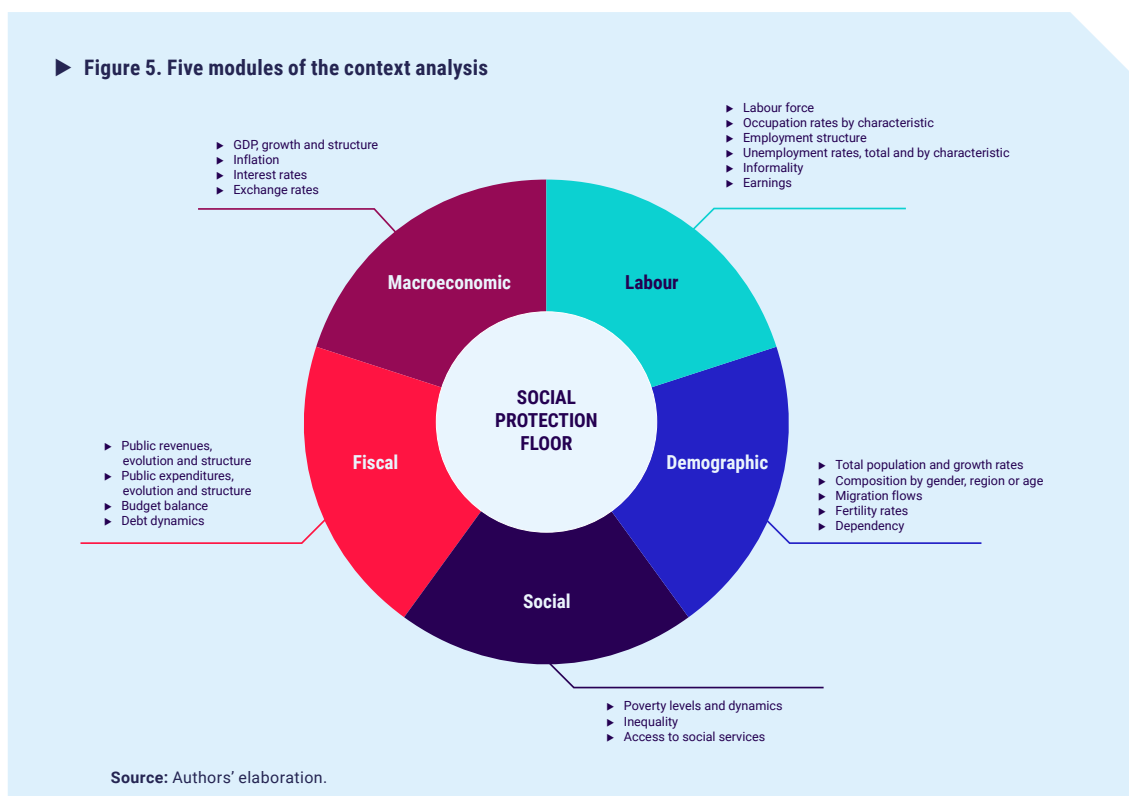 Figure 5. Five modules of the context analysis
GDP, growth and structure
Inflation
Interest rates
Exchange rates
Labour force
Occupation rates by characteristic
Employment structure
Unemployment rates, total and by characteristic
Informality
Earnings
Macroeconomic
Labour
SOCIAL
PROTECTION
FLOOR
Fiscal
Demographic
Social
Public revenues,
evolution and structure
Public expenditures,
evolution and structure
Budget balance
Debt dynamics
Total population and growth rates
Composition by gender, region or age
Migration flows
Fertility rates
Dependency
Poverty levels and dynamics
Inequality
Access to social services
Source: Authors' elaboration.